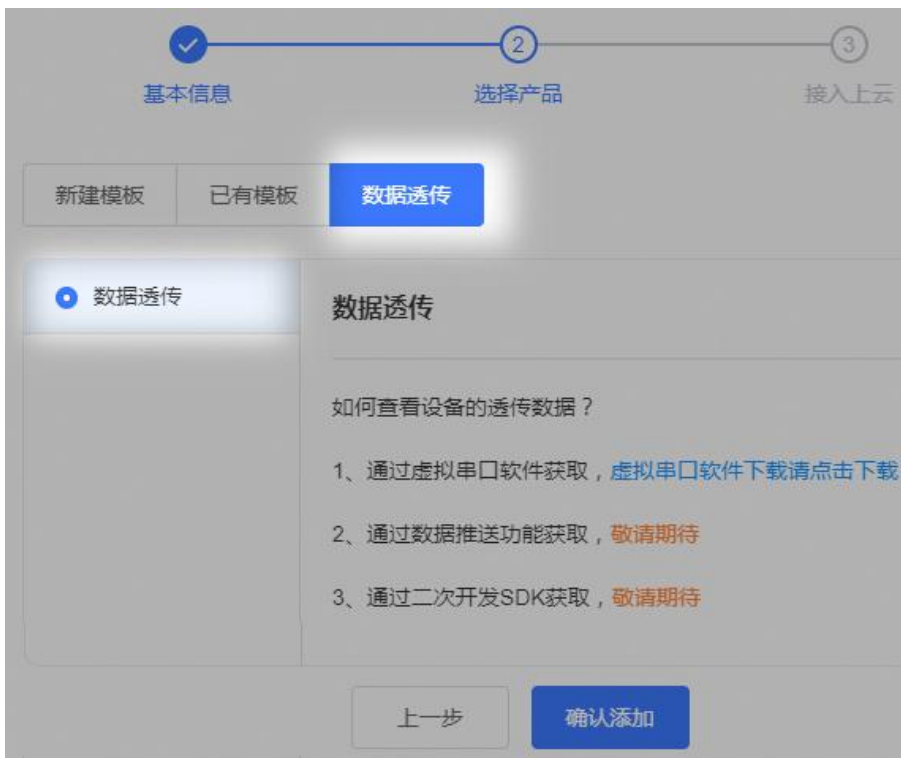 2
3
基本信息
选择产品
接入上云
新建模板
已有模板
数据透传
数据透传
数据透传
如何查看设备的透传数据？
1、通过虚拟串口软件获取，虚拟串口软件下载请点击下载
2、通过数据推送功能获取，敬请期待
3、通过二次开发SDK获取，敬请期待
上一步
确认添加